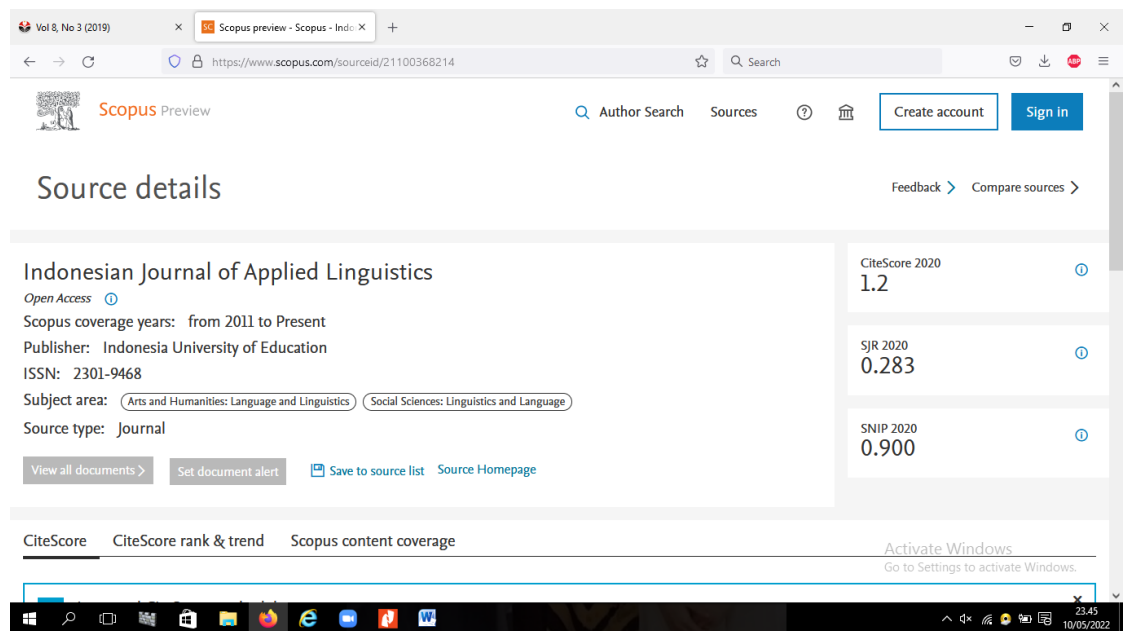 Vol 8, No 3 (2019)
SC Scopus preview - Scopus - Indo
https://www.scopus.com/sourceid/21100368214
Search
ABP
Scopus Preview
Author Search Sources Create account Sign in
Source details
Feedback Compare sources
Indonesian Journal of Applied Linguistics
Open Access
Scopus coverage years: from 2011 to Present
Publisher: Indonesia University of Education
ISSN: 2301-9468
Subject area: Arts and Humanities: Language and Linguistics Social Sciences: Linguistics and Language
Source type: Journal
View all documents Set document alert Save to source list Source Homepage
CiteScore 2020
1.2
SJR 2020
0.283
SNIP 2020
0.900
CiteScore CiteScore rank & trend Scopus content coverage
Activate Windows
Go to Settings to activate Windows.
23.45
10/05/2022